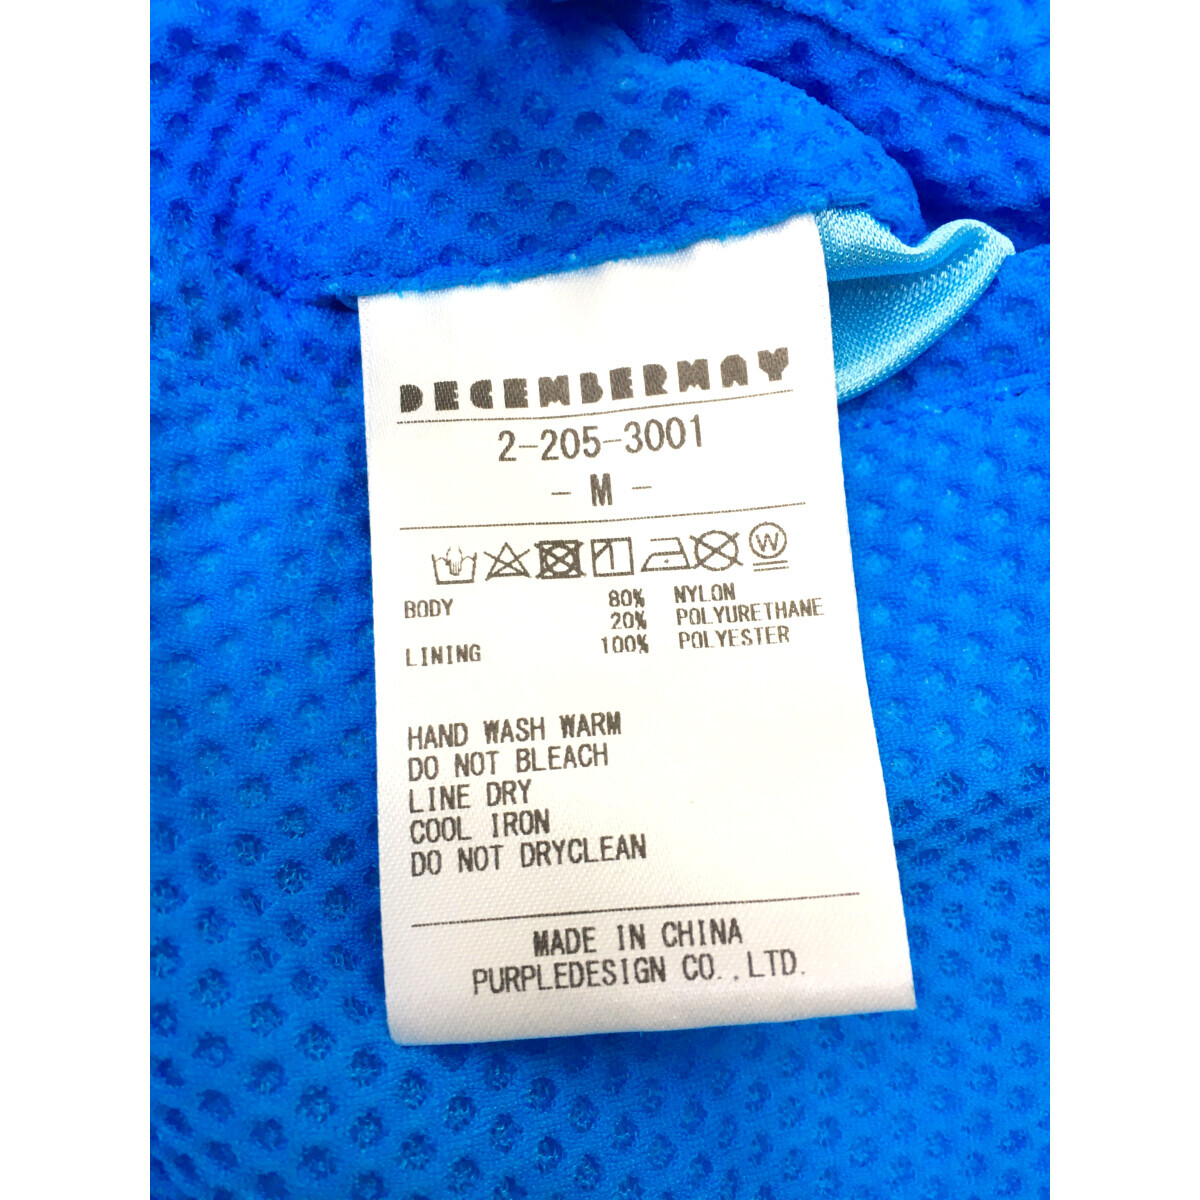 DECEMBERMAY
2-205-3001
- M -
W
BODY 80% NYLON
20% POLYURETHANE
LINING 100% POLYESTER
HAND WASH WARM
DO NOT BLEACH
LINE DRY
COOL IRON
DO NOT DRYCLEAN
MADE IN CHINA
PURPLEDESIGN CO.,LTD.